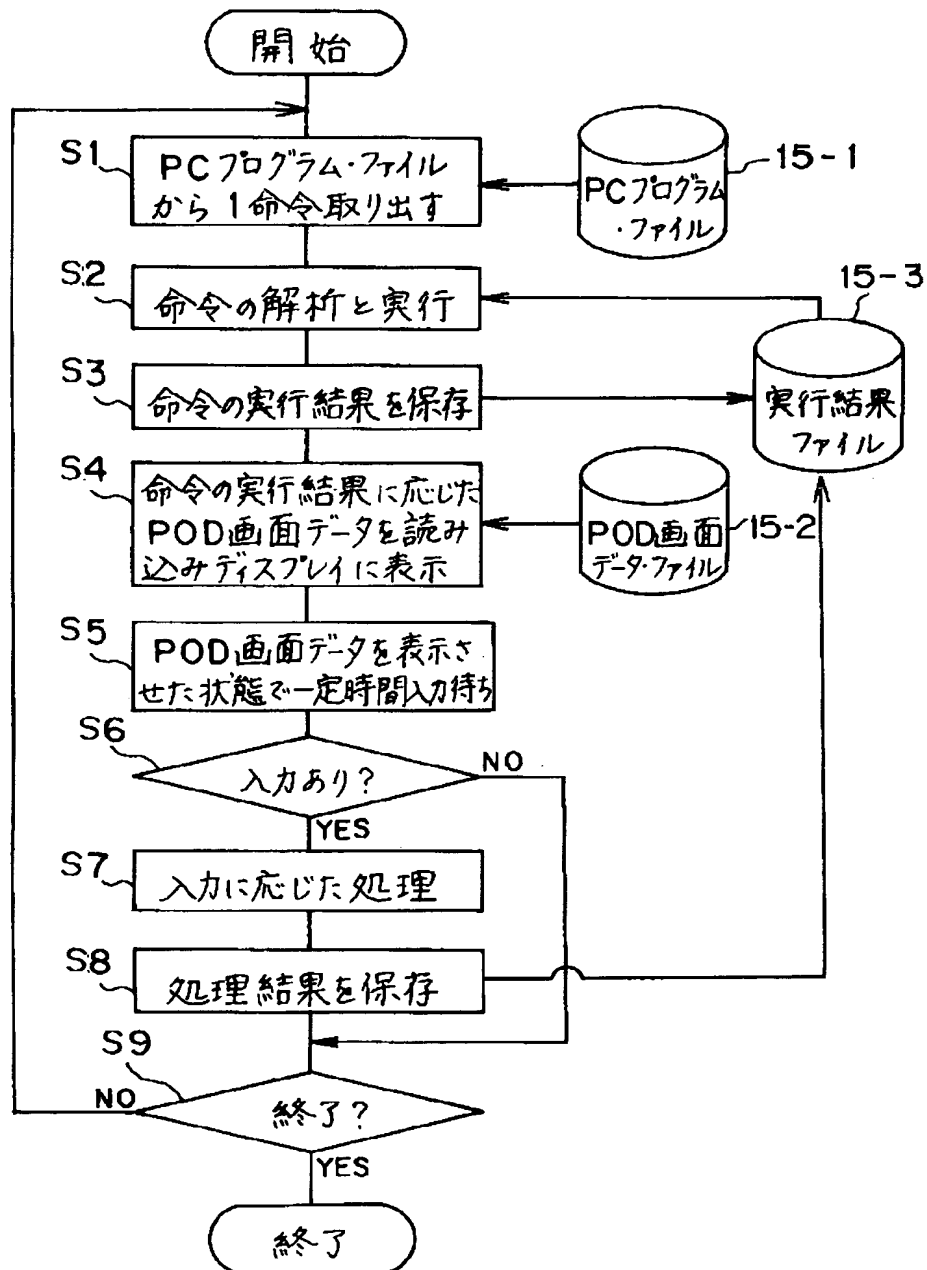 開始
S1
PCプログラム・ファイル
から1命令取り出す
PCプログラム
・ファイル
15-1
S2
命令の解析と実行
15-3
実行結果
ファイル
S3
命令の実行結果を保存
S4
命令の実行結果に応じた
POD画面データを読み
込みディスプレイに表示
POD画面
データ・ファイル
15-2
S5
POD画面データを表示さ
せた状態で一定時間入力待ち
S6
入力あり?
NO
YES
S7
入力に応じた処理
S8
処理結果を保存
S9
終了?
NO
YES
終了